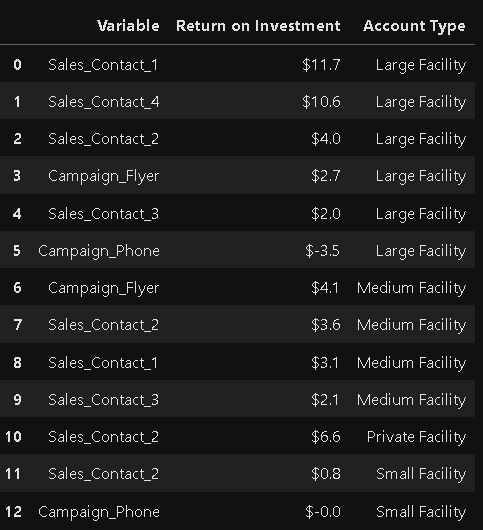 Variable Return on Investment Account Type
0 Sales_Contact_1 $11.7 Large Facility
1 Sales_Contact_4 $10.6 Large Facility
2 Sales_Contact_2 $4.0 Large Facility
3 Campaign_Flyer $2.7 Large Facility
4 Sales_Contact_3 $2.0 Large Facility
5 Campaign_Phone $-3.5 Large Facility
6 Campaign_Flyer $4.1 Medium Facility
7 Sales_Contact_2 $3.6 Medium Facility
8 Sales_Contact_1 $3.1 Medium Facility
9 Sales_Contact_3 $2.1 Medium Facility
10 Sales_Contact_2 $6.6 Private Facility
11 Sales_Contact_2 $0.8 Small Facility
12 Campaign_Phone $-0.0 Small Facility